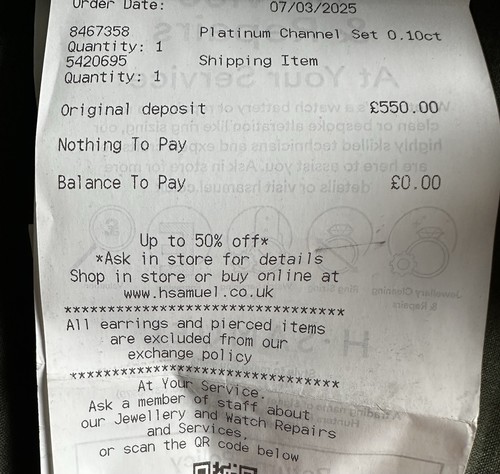 Order Date: 07/03/2025
8467358 Platinum Channel Set 0.10ct
Quantity: 1
5420695 Shipping Item
Quantity: 1
Original deposit £550.00
Nothing To Pay
Balance To Pay £0.00
Up to 50% off*
*Ask in store for details
Shop in store or buy online at
www.hsamuel.co.uk
**********************************
All earrings and pierced items
are excluded from our
exchange policy
**********************************
At Your Service.
Ask a member of staff about
our Jewellery and Watch Repairs
and Services,
or scan the QR code below